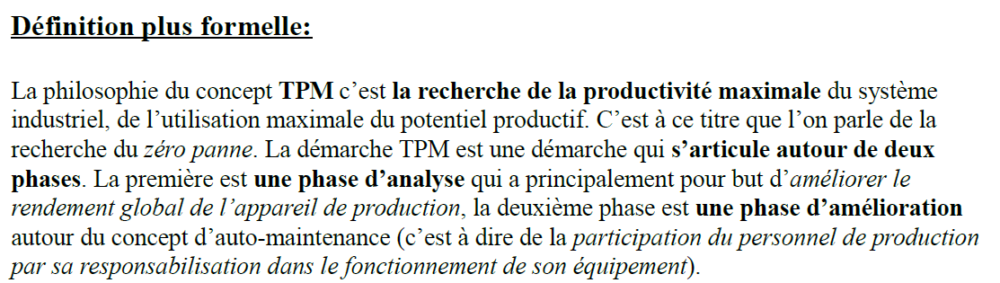 Définition plus formelle:
La philosophie du concept TPM c’est la recherche de la productivité maximale du système
industriel, de l’utilisation maximale du potentiel productif. C’est à ce titre que l’on parle de la
recherche du zéro panne. La démarche TPM est une démarche qui s’articule autour de deux
phases. La première est une phase d’analyse qui a principalement pour but d’améliorer le
rendement global de l’appareil de production, la deuxième phase est une phase d’amélioration
autour du concept d’auto-maintenance (c’est à dire de la participation du personnel de production
par sa responsabilisation dans le fonctionnement de son équipement).